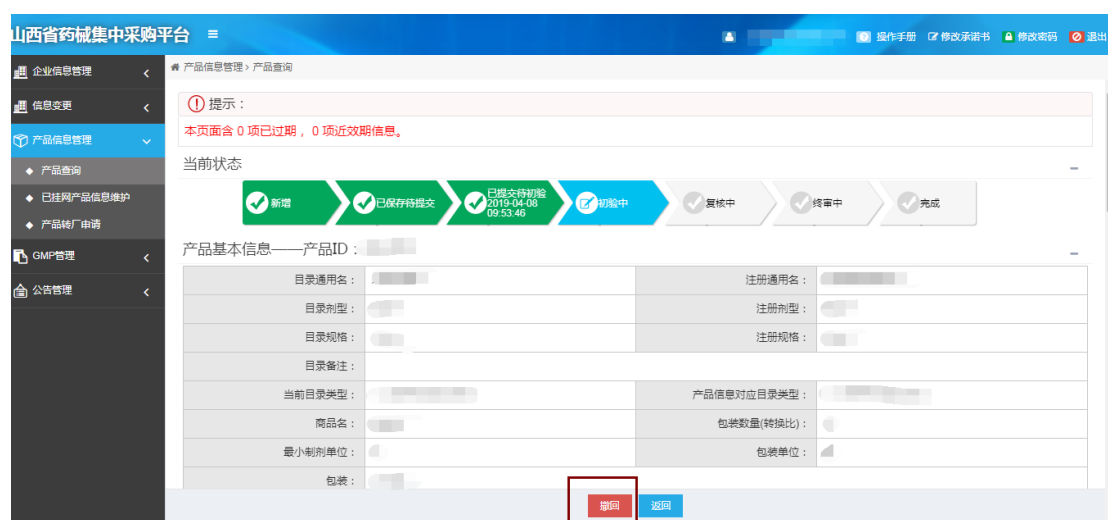 山西省药械集中采购平台
操作手册 修改承诺书 修改密码 退出
企业信息管理
信息变更
产品信息管理
产品查询
已挂网产品信息维护
产品转厂申请
GMP管理
公告管理
产品信息管理 › 产品查询
提示：
本页面含 0 项已过期，0 项近效期信息。
当前状态
新增
已保存待提交
已提交待初验
2019-04-08
09:53:46
初验中
复核中
终审中
完成
产品基本信息——产品ID：
目录通用名： 注册通用名：
目录剂型： 注册剂型：
目录规格： 注册规格：
目录备注：
当前目录类型： 产品信息对应目录类型：
商品名： 包装数量(转换比)：
最小制剂单位： 包装单位：
包装：
撤回 返回